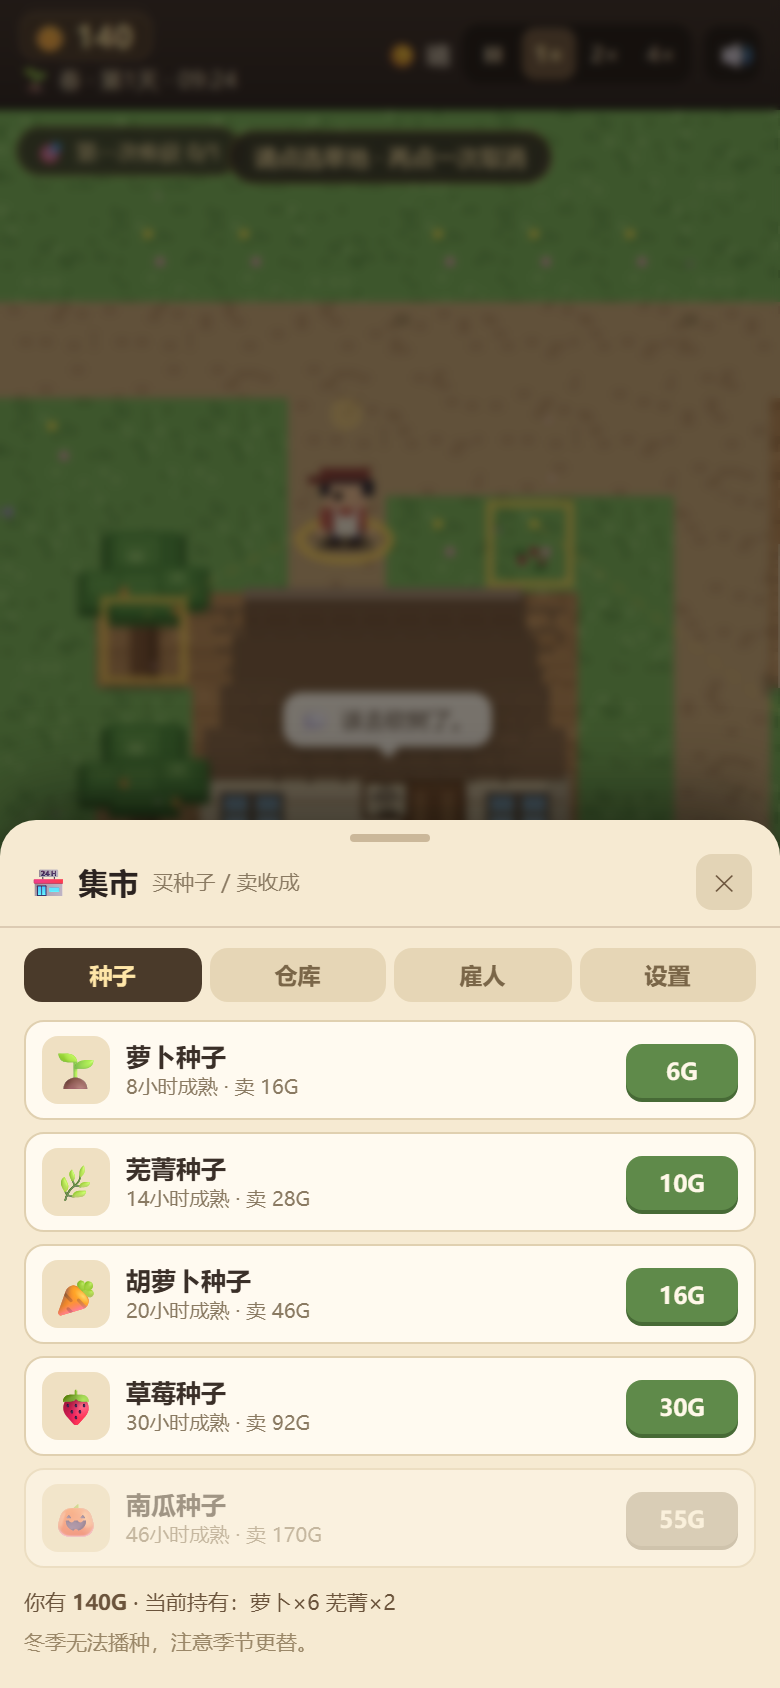 140
1×
2×
4×
集市 买种子 / 卖收成
种子 仓库 雇人 设置
萝卜种子
8小时成熟 · 卖 16G
6G
芜菁种子
14小时成熟 · 卖 28G
10G
胡萝卜种子
20小时成熟 · 卖 46G
16G
草莓种子
30小时成熟 · 卖 92G
30G
南瓜种子
46小时成熟 · 卖 170G
55G
你有 140G · 当前持有：萝卜×6 芜菁×2
冬季无法播种，注意季节更替。